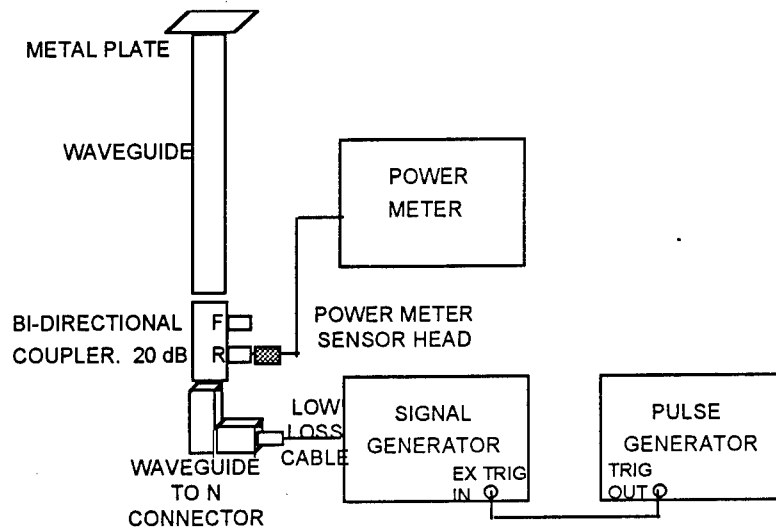 METAL PLATE
WAVEGUIDE
POWER
METER
BI-DIRECTIONAL
COUPLER. 20 dB
F
R
POWER METER
SENSOR HEAD
LOW
LOSS
CABLE
SIGNAL
GENERATOR
EX TRIG
IN
PULSE
GENERATOR
TRIG
OUT
WAVEGUIDE
TO N
CONNECTOR